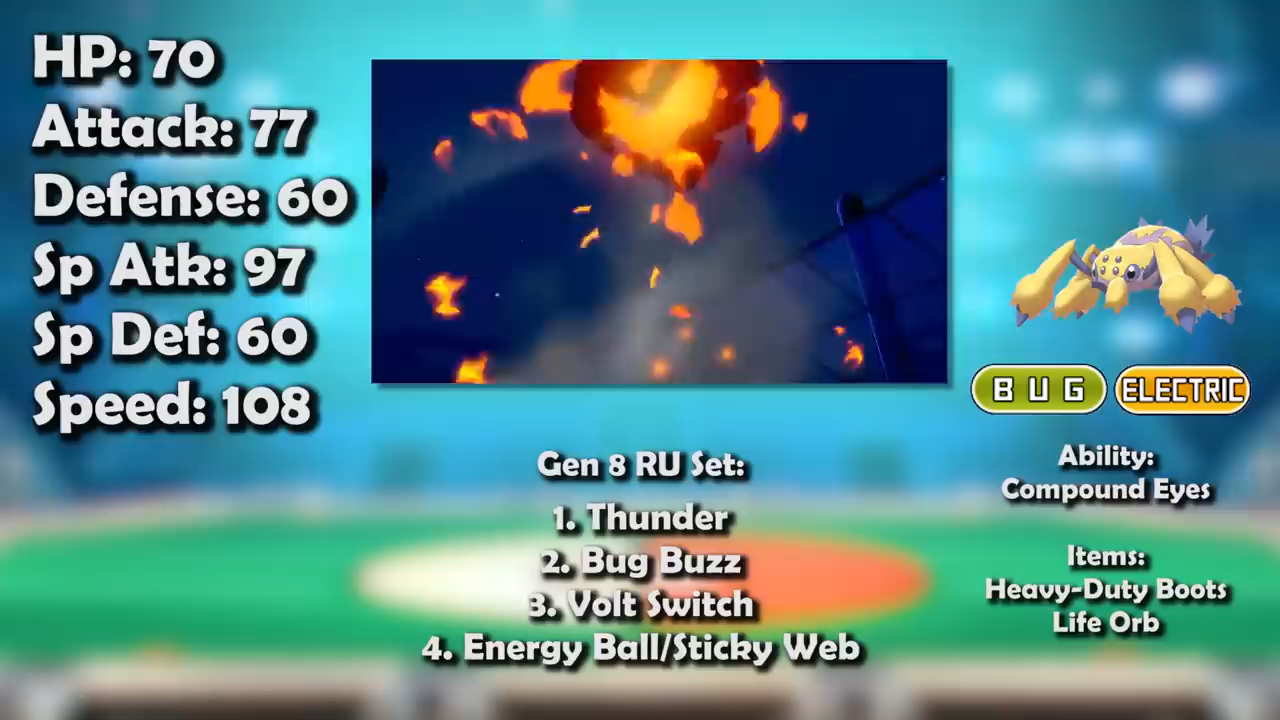 HP: 70
Attack: 77
Defense: 60
Sp Atk: 97
Sp Def: 60
Speed: 108
BUG
ELECTRIC
Gen 8 RU Set:
1. Thunder
2. Bug Buzz
3. Volt Switch
4. Energy Ball/Sticky Web
Ability:
Compound Eyes
Items:
Heavy-Duty Boots
Life Orb